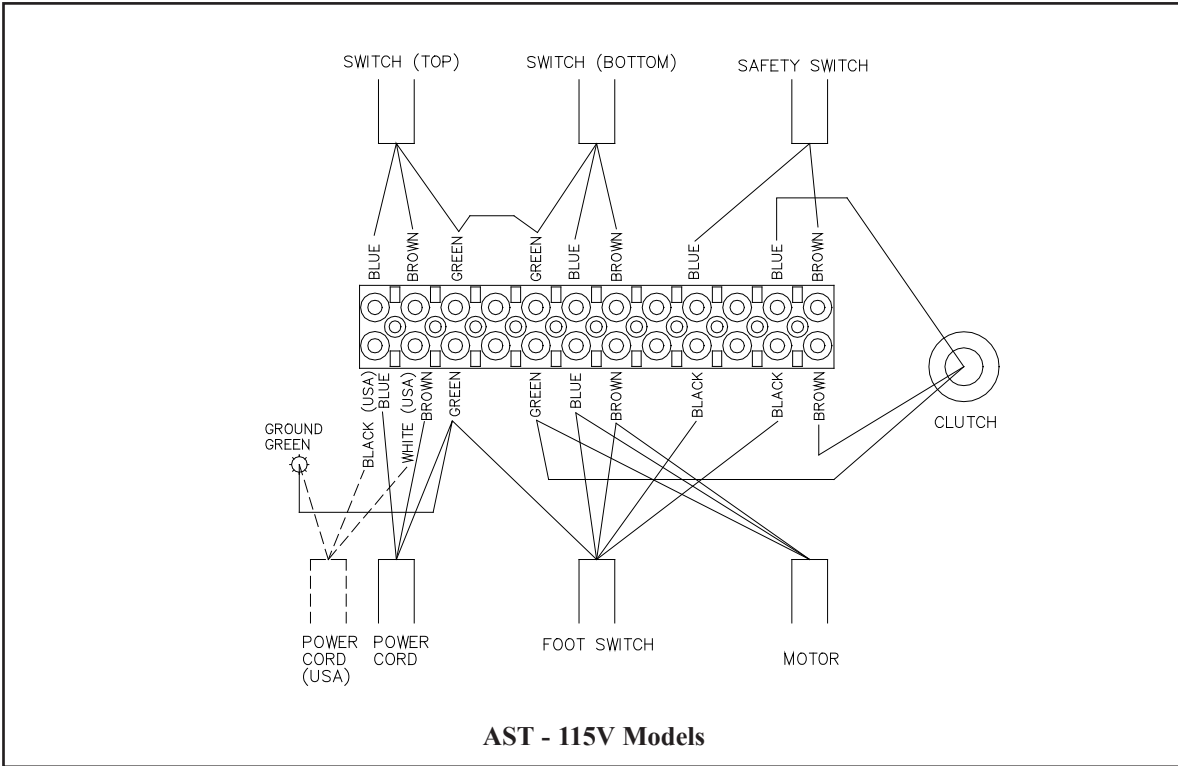 SWITCH (TOP)
SWITCH (BOTTOM)
SAFETY SWITCH
BLUE
BROWN
GREEN
GREEN
BLUE
BROWN
BLUE
BLUE
BROWN
BLACK (USA)
BLUE
WHITE (USA)
BROWN
GREEN
GREEN
BLUE
BROWN
BLACK
BLACK
BROWN
CLUTCH
GROUND
GREEN
POWER
CORD
(USA)
POWER
CORD
FOOT SWITCH
MOTOR
AST - 115V Models